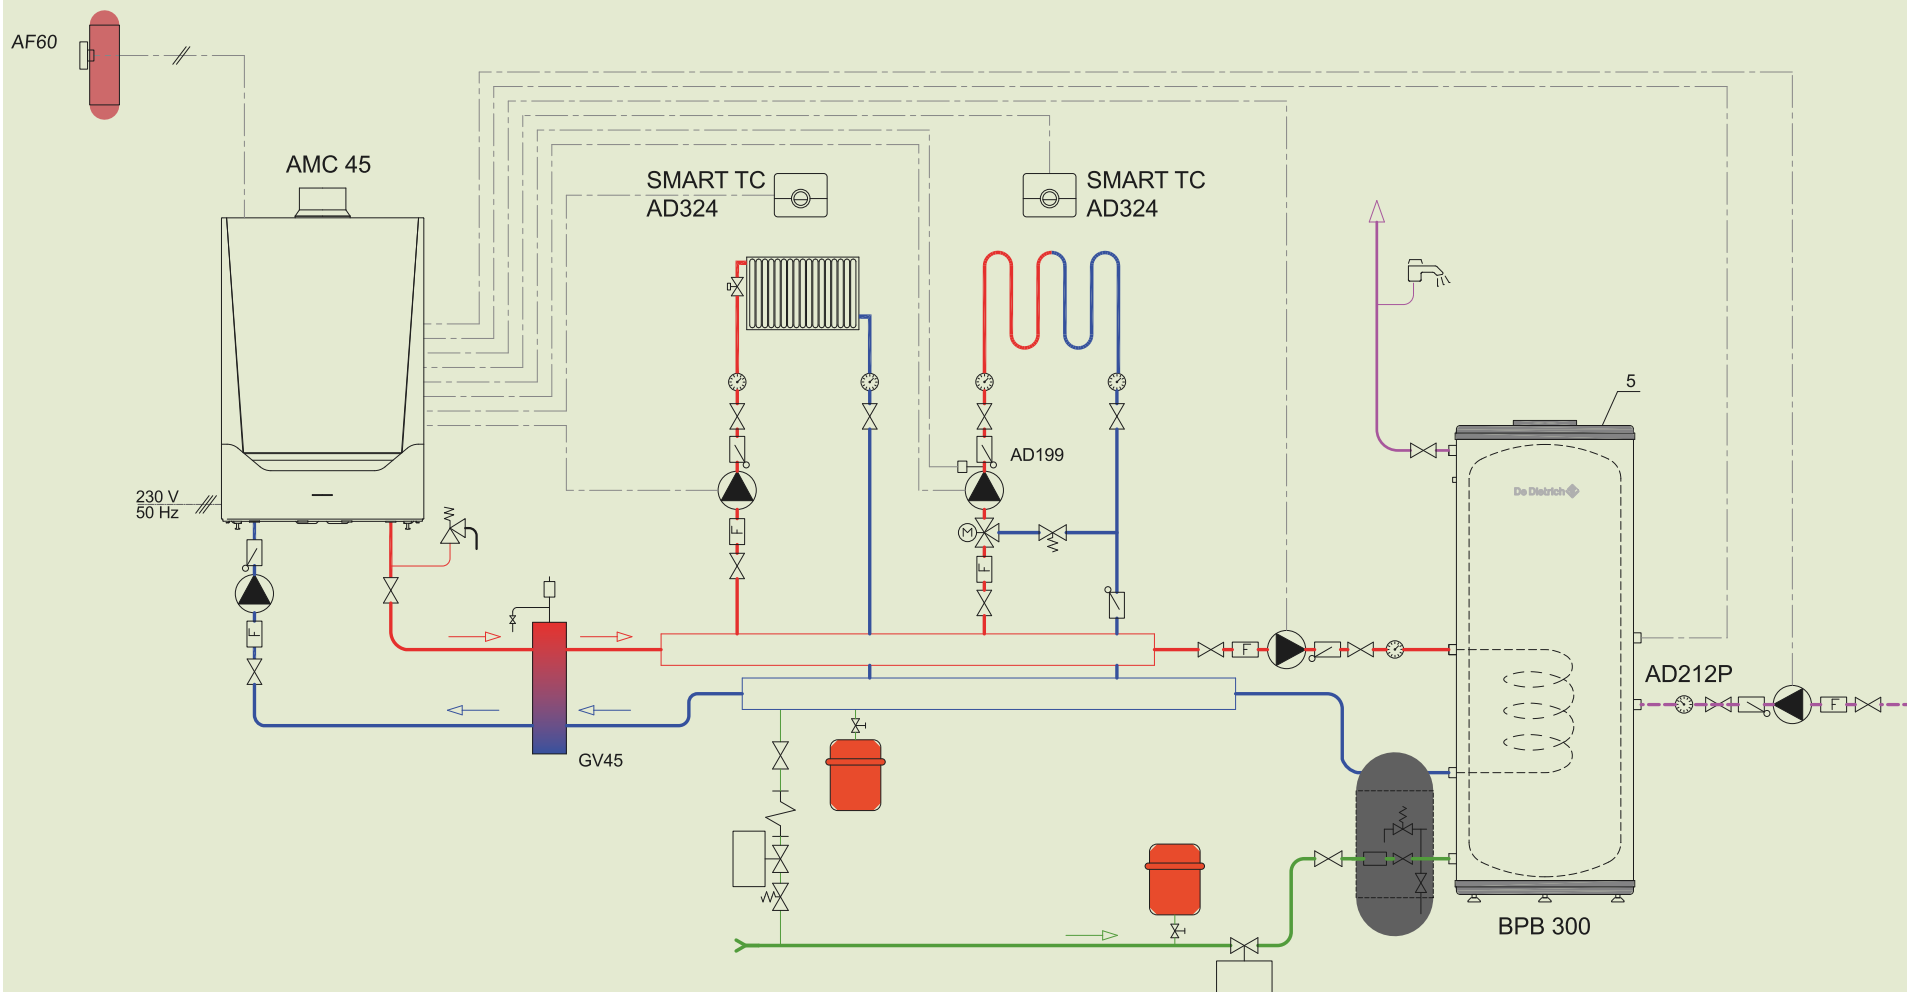 AF60
AMC 45
SMART TC
AD324
SMART TC
AD324
5
AD199
De Dietrich
230 V
50 Hz
M
F
F
F
F
F
F
AD212P
GV45
BPB 300